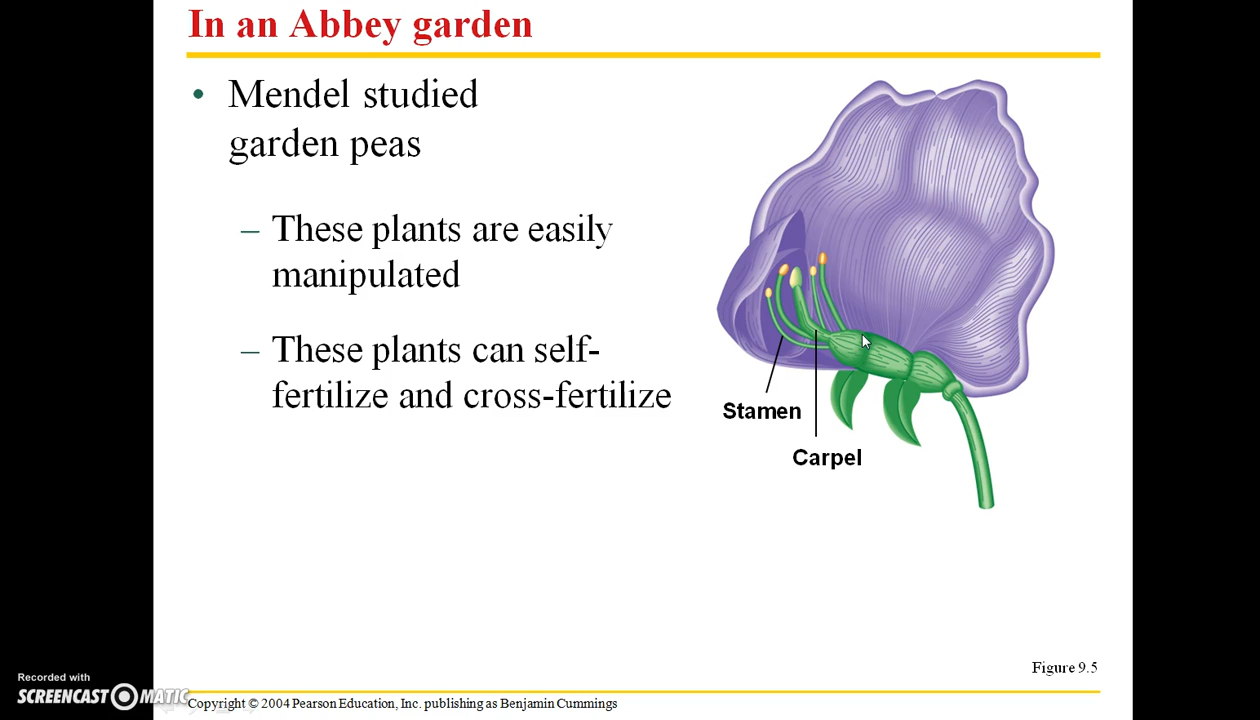 In an Abbey garden
• Mendel studied
garden peas
– These plants are easily
manipulated
– These plants can self-
fertilize and cross-fertilize
Stamen
Carpel
Figure 9.5
Recorded with
SCREENCAST O MATIC
Copyright © 2004 Pearson Education, Inc. publishing as Benjamin Cummings